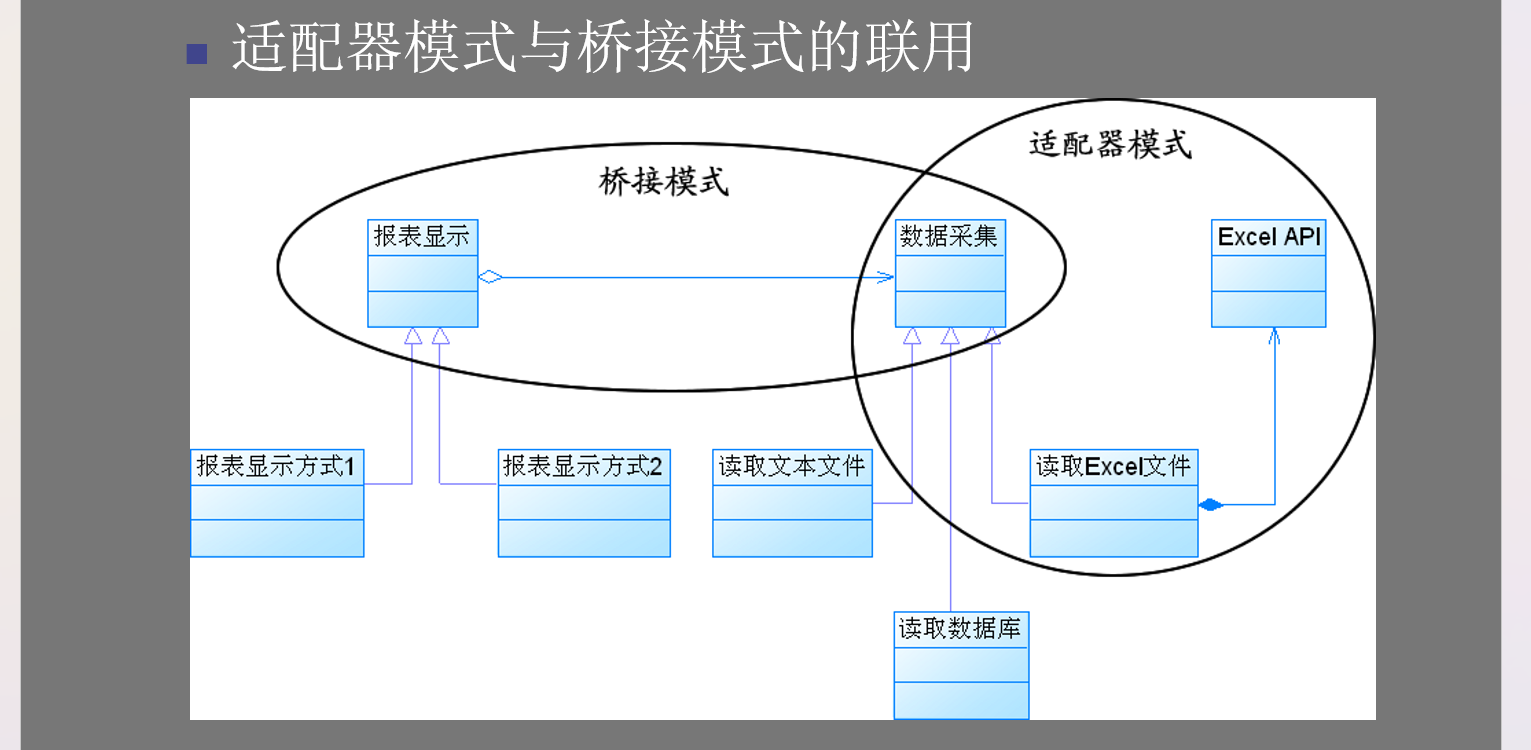 适配器模式与桥接模式的联用
适配器模式
桥接模式
报表显示
数据采集
Excel API
报表显示方式1
报表显示方式2
读取文本文件
读取Excel文件
读取数据库